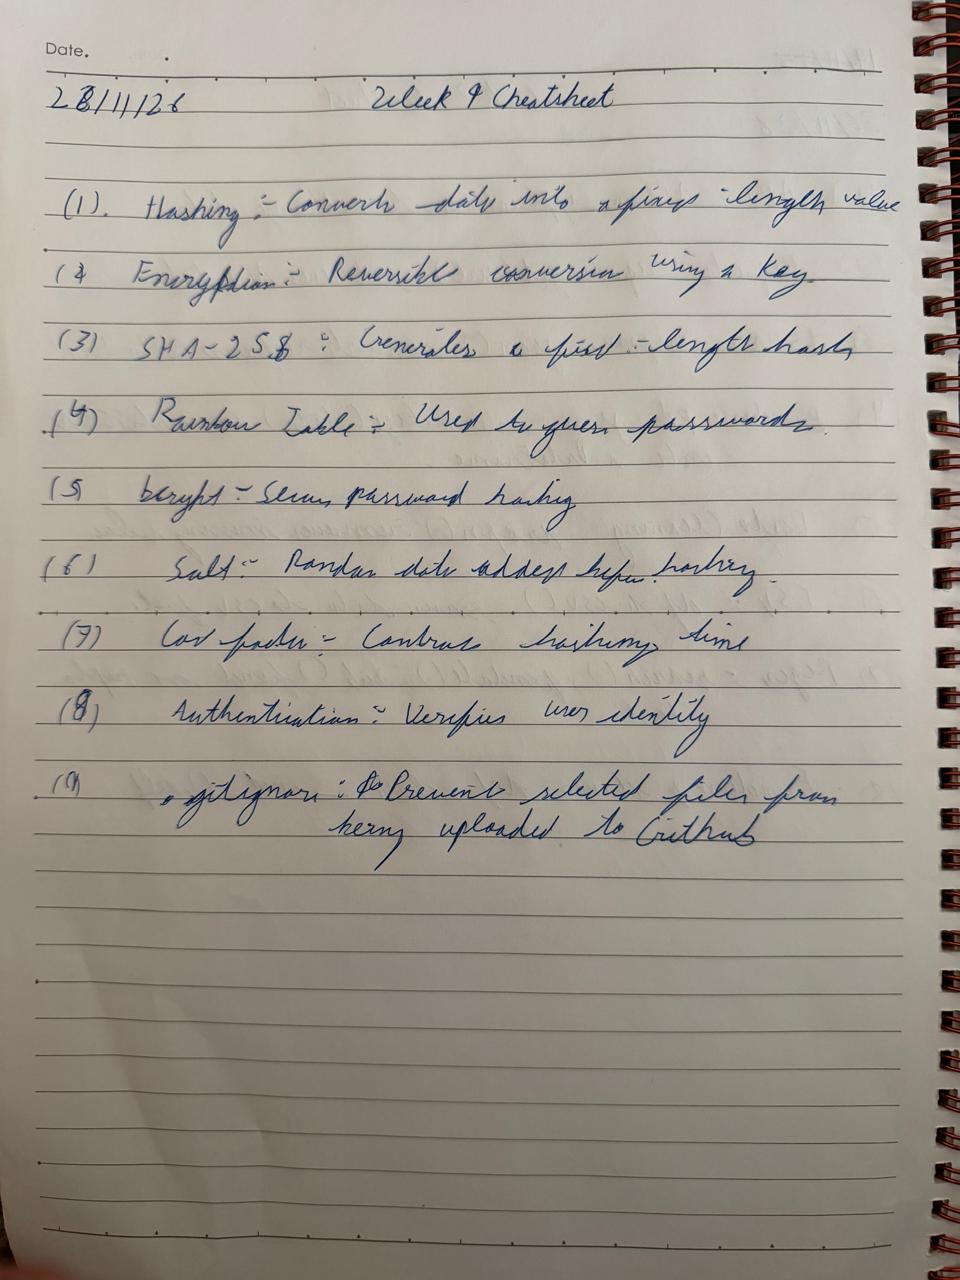 Date.
28/11/26 Week 9 Cheatsheet
(1). Hashing :- Converts data into a fixed - length value
(2 Encryption :- Reversible conversion using a Key
(3) SHA-256 : Generates a fixed - length hash
(4) Rainbow Table :- Used to guess passwords.
(5 bcrypt :- Secure password hashing
(6) Salt :- Random data added before hashing.
(7) Cost factor :- Controls hashing time
(8) Authentication :- Verifies user identity
(9) .gitignore : Prevent selected files from
being uploaded to Github